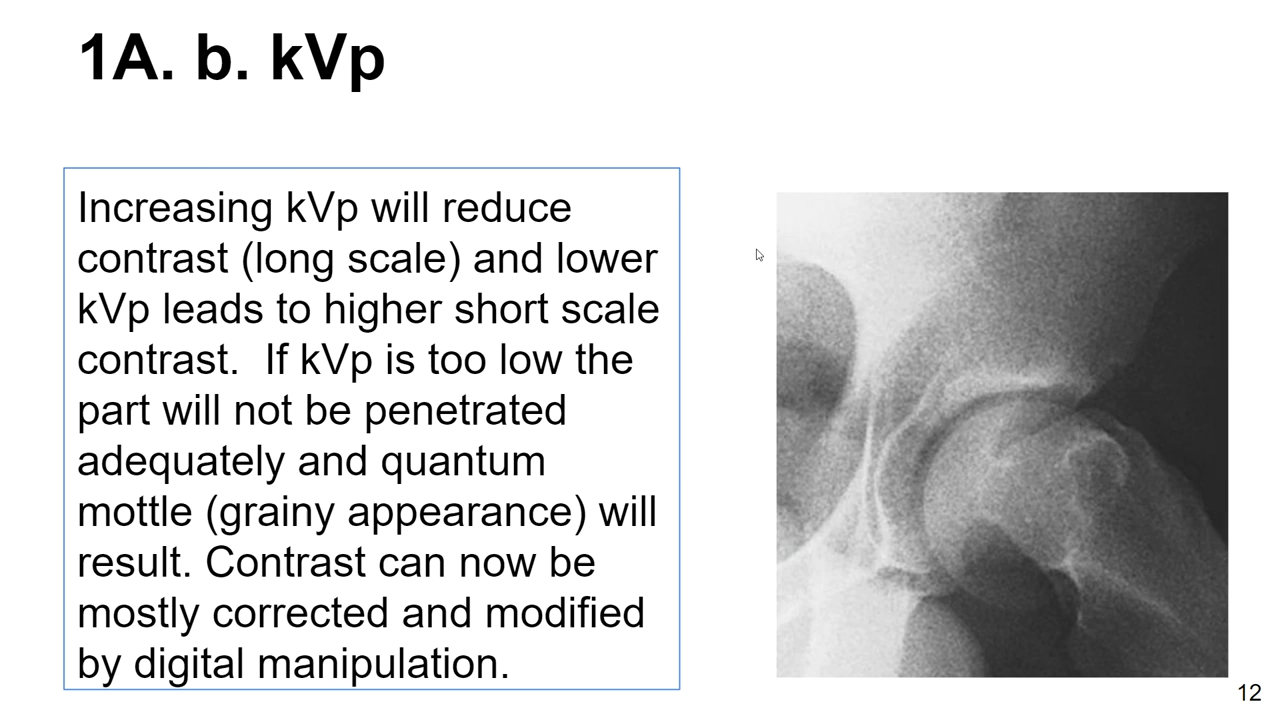 1A. b. kVp
Increasing kVp will reduce
contrast (long scale) and lower
kVp leads to higher short scale
contrast.  If kVp is too low the
part will not be penetrated
adequately and quantum
mottle (grainy appearance) will
result. Contrast can now be
mostly corrected and modified
by digital manipulation.
12